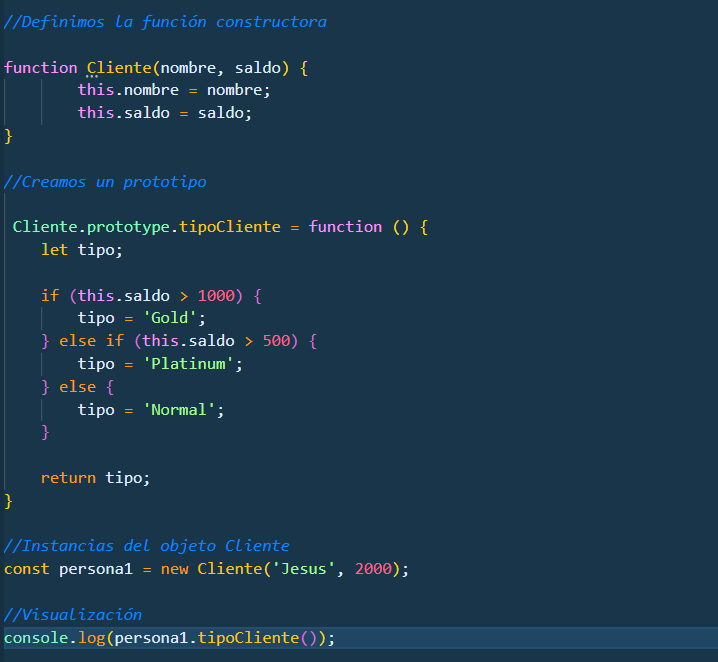 //Definimos la función constructora
function Cliente(nombre, saldo) {
this.nombre = nombre;
this.saldo = saldo;
}
//Creamos un prototipo
Cliente.prototype.tipoCliente = function () {
let tipo;
if (this.saldo > 1000) {
tipo = 'Gold';
} else if (this.saldo > 500) {
tipo = 'Platinum';
} else {
tipo = 'Normal';
}
return tipo;
}
//Instancias del objeto Cliente
const persona1 = new Cliente('Jesus', 2000);
//Visualización
console.log(persona1.tipoCliente());